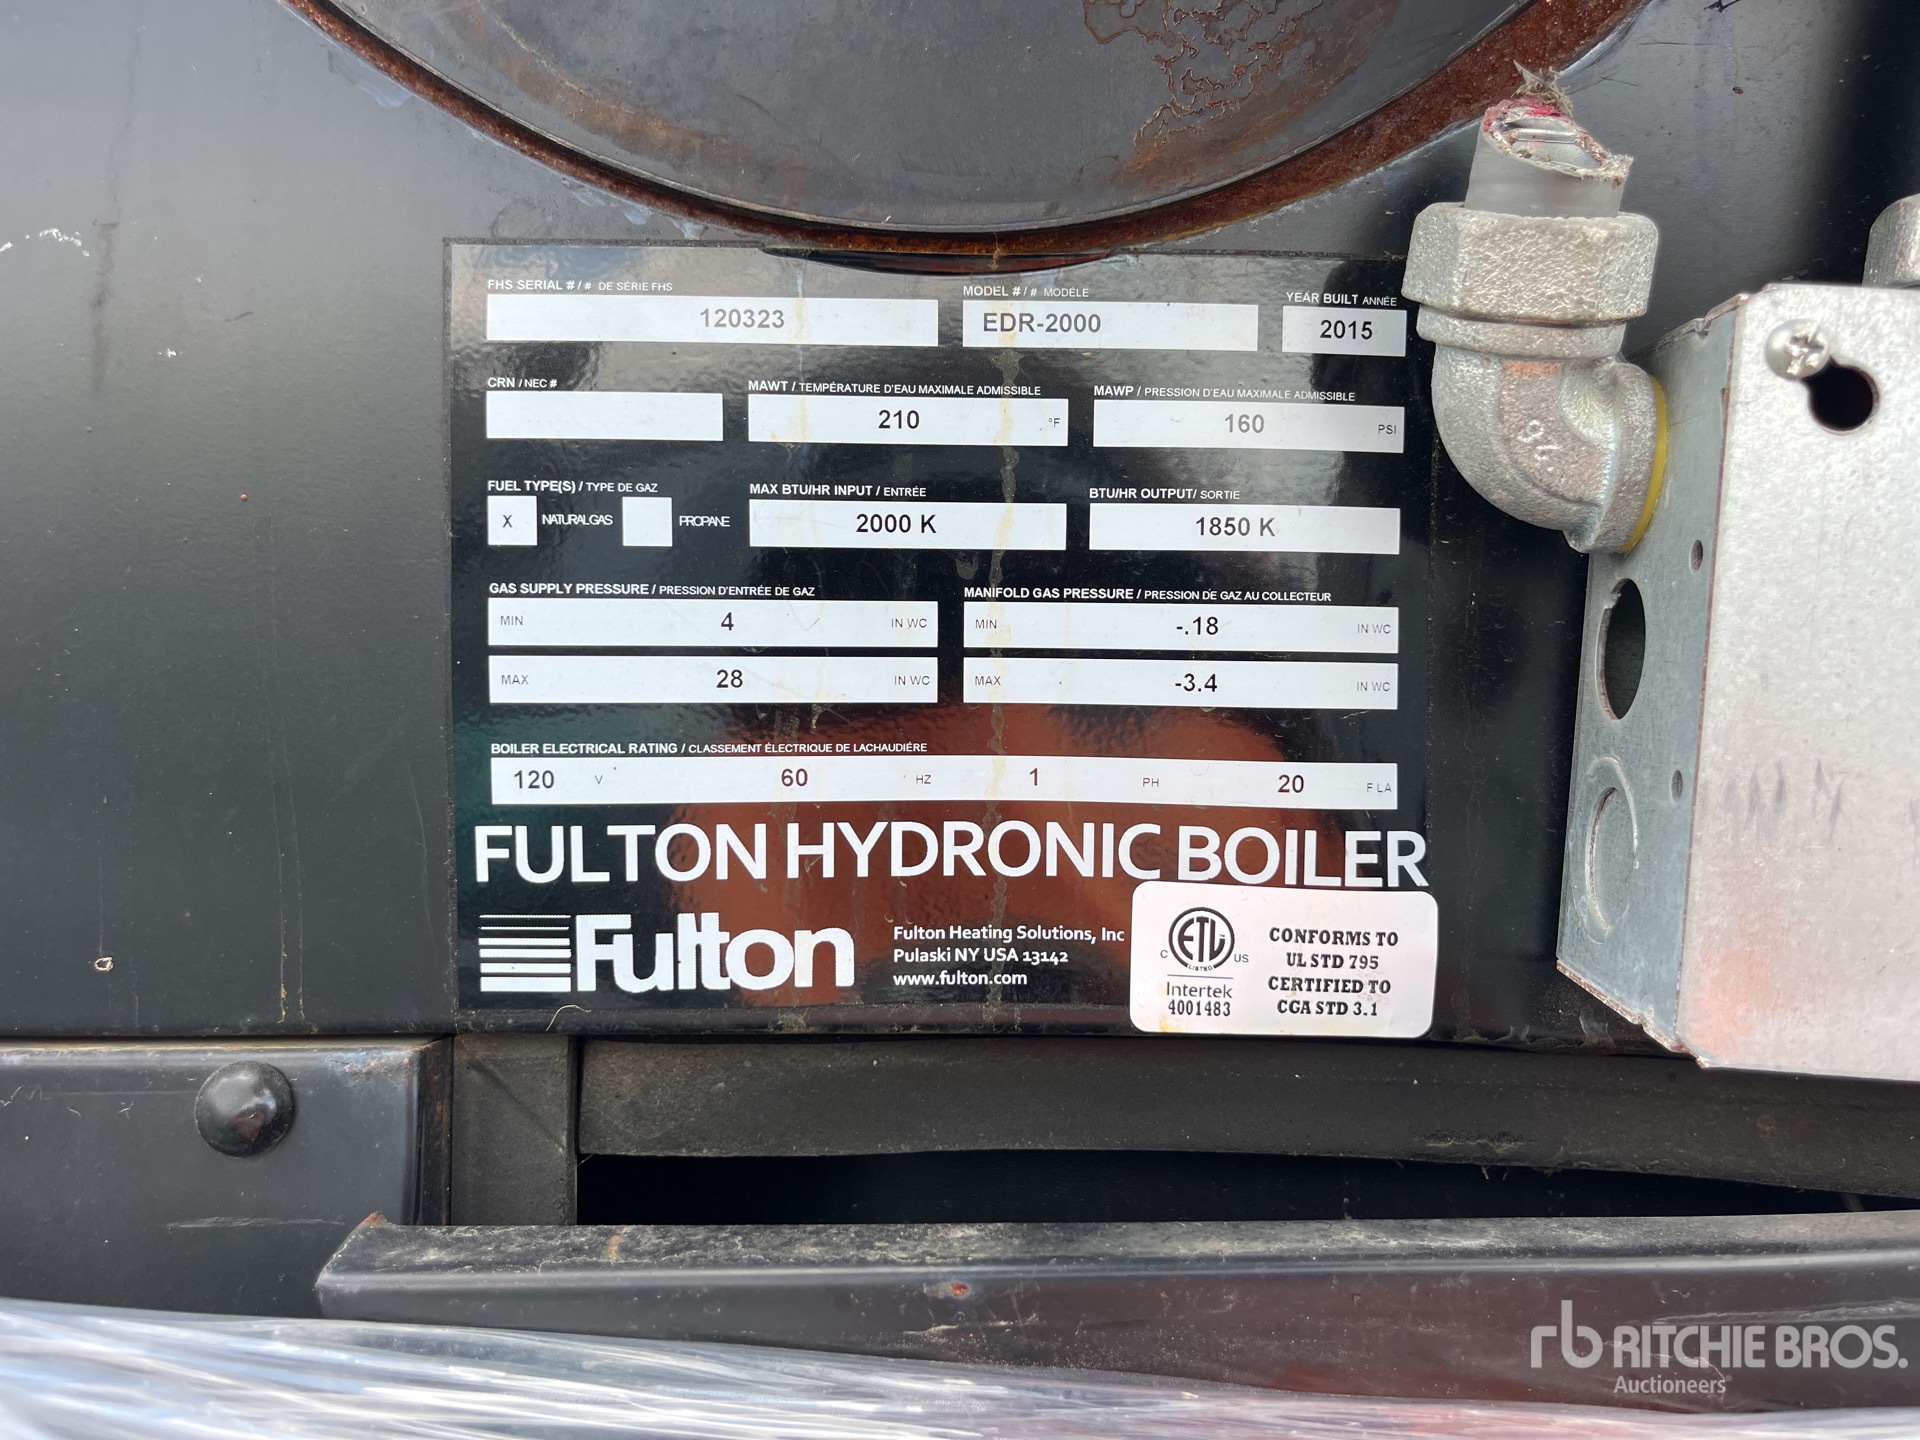 FHS SERIAL # / # DE SÉRIE FHS
120323
MODEL # / # MODÈLE
EDR-2000
YEAR BUILT ANNÉE
2015
CRN / NEC #
MAWT / TEMPÉRATURE D'EAU MAXIMALE ADMISSIBLE
210 °F
MAWP / PRESSION D'EAU MAXIMALE ADMISSIBLE
160 PSI
FUEL TYPE(S) / TYPE DE GAZ
X NATURAL GAS PROPANE
MAX BTU/HR INPUT / ENTRÉE
2000 K
BTU/HR OUTPUT/ SORTIE
1850 K
GAS SUPPLY PRESSURE / PRESSION D'ENTRÉE DE GAZ
MIN 4 IN WC
MAX 28 IN WC
MANIFOLD GAS PRESSURE / PRESSION DE GAZ AU COLLECTEUR
MIN -.18 IN WC
MAX -3.4 IN WC
BOILER ELECTRICAL RATING / CLASSEMENT ÉLECTRIQUE DE LACHAUDIÈRE
120 V 60 HZ 1 PH 20 FLA
FULTON HYDRONIC BOILER
Fulton
Fulton Heating Solutions, Inc
Pulaski NY USA 13142
www.fulton.com
C ETL US
LISTED
Intertek
4001483
CONFORMS TO
UL STD 795
CERTIFIED TO
CGA STD 3.1
rb RITCHIE BROS.
Auctioneers